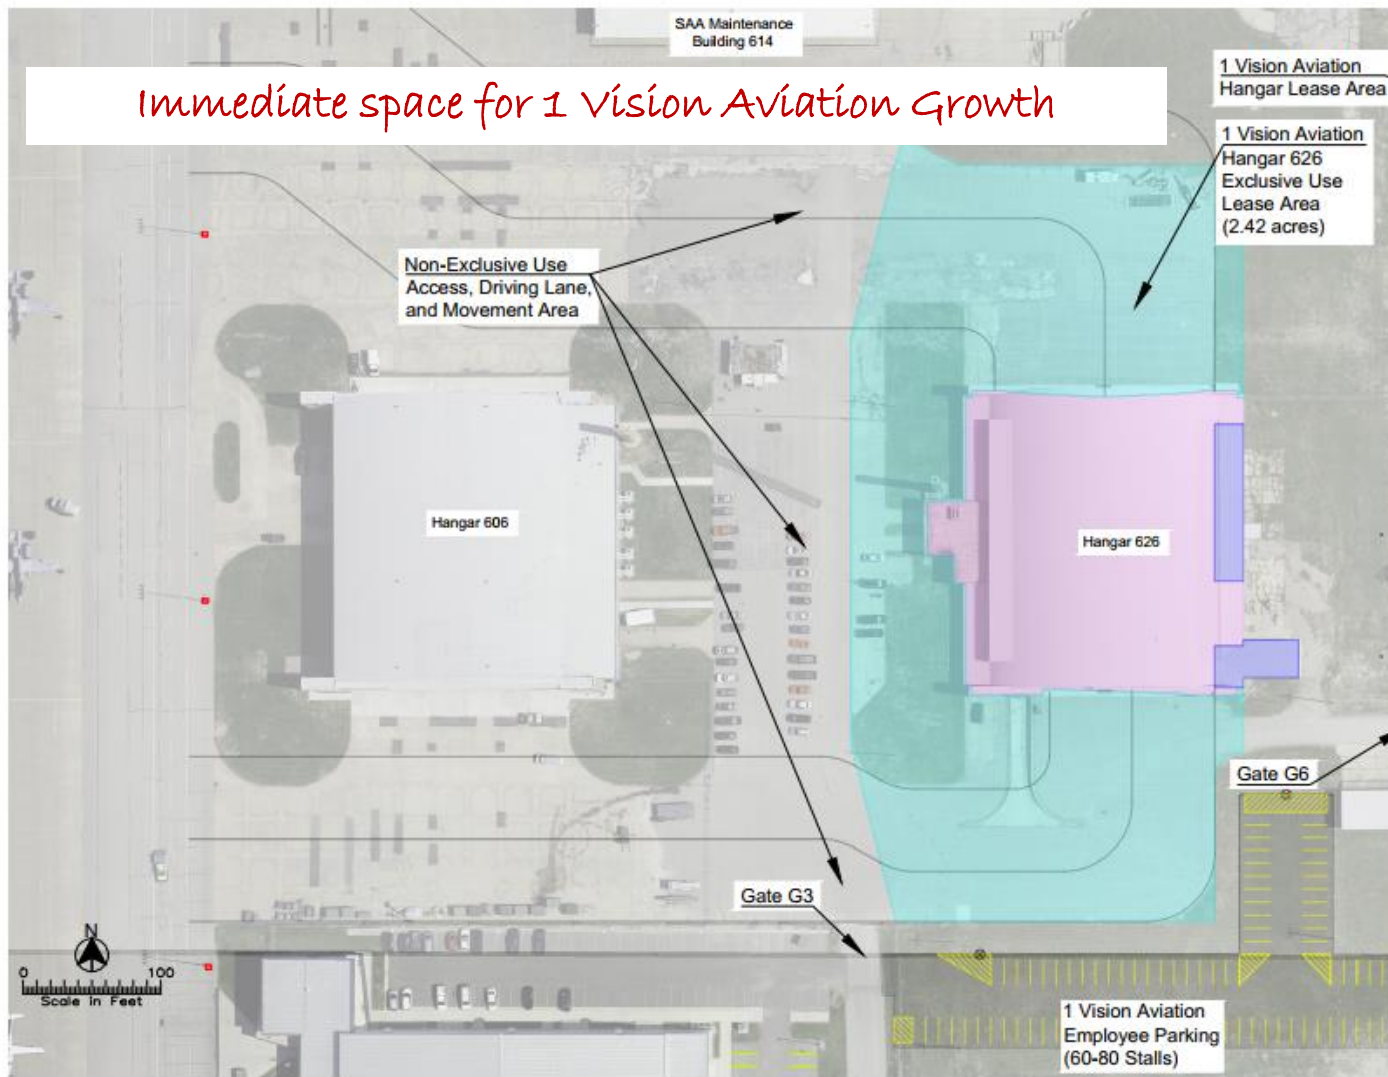 SAA Maintenance
Building 614
Immediate space for 1 Vision Aviation Growth
1 Vision Aviation
Hangar Lease Area
1 Vision Aviation
Hangar 626
Exclusive Use
Lease Area
(2.42 acres)
Non-Exclusive Use
Access, Driving Lane,
and Movement Area
Hangar 606
Hangar 626
Gate G6
Gate G3
N
0 100
Scale in Feet
1 Vision Aviation
Employee Parking
(60-80 Stalls)